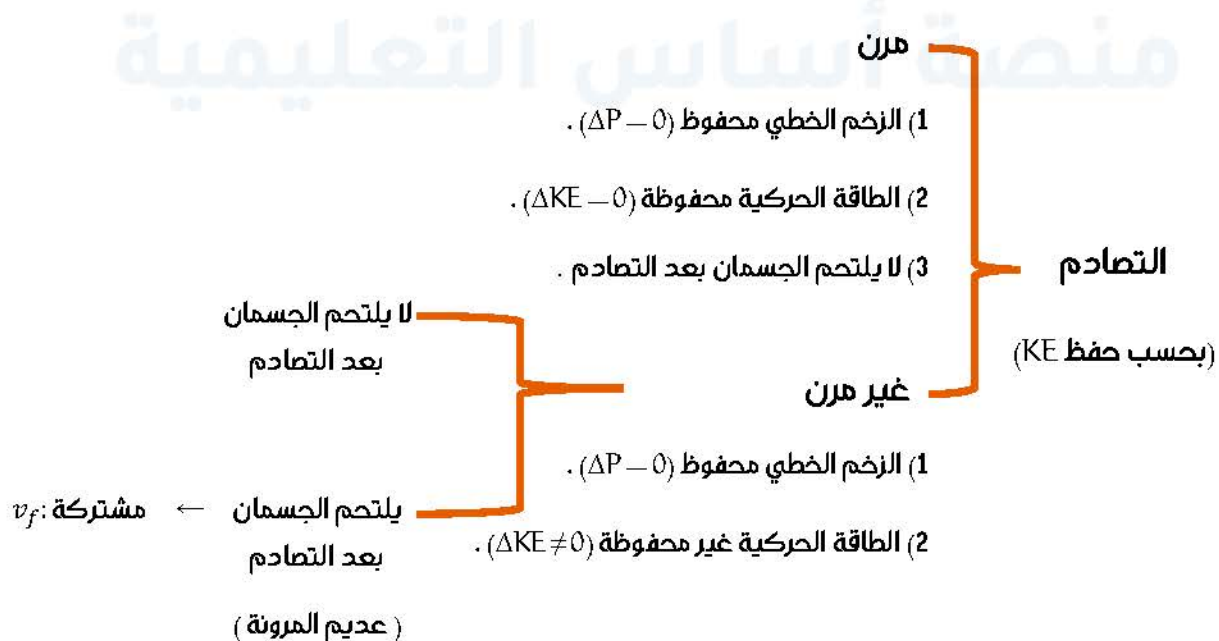 منصة أساس التعليمية
التصادم
(بحسب حفظ KE)
مرن
1) الزخم الخطي محفوظ (ΔP – 0) .
2) الطاقة الحركية محفوظة (ΔKE – 0) .
3) لا يلتحم الجسمان بعد التصادم .
غير مرن
1) الزخم الخطي محفوظ (ΔP – 0) .
2) الطاقة الحركية غير محفوظة (ΔKE ≠ 0) .
لا يلتحم الجسمان
بعد التصادم
يلتحم الجسمان ← مشتركة : v_f
بعد التصادم
( عديم المرونة )